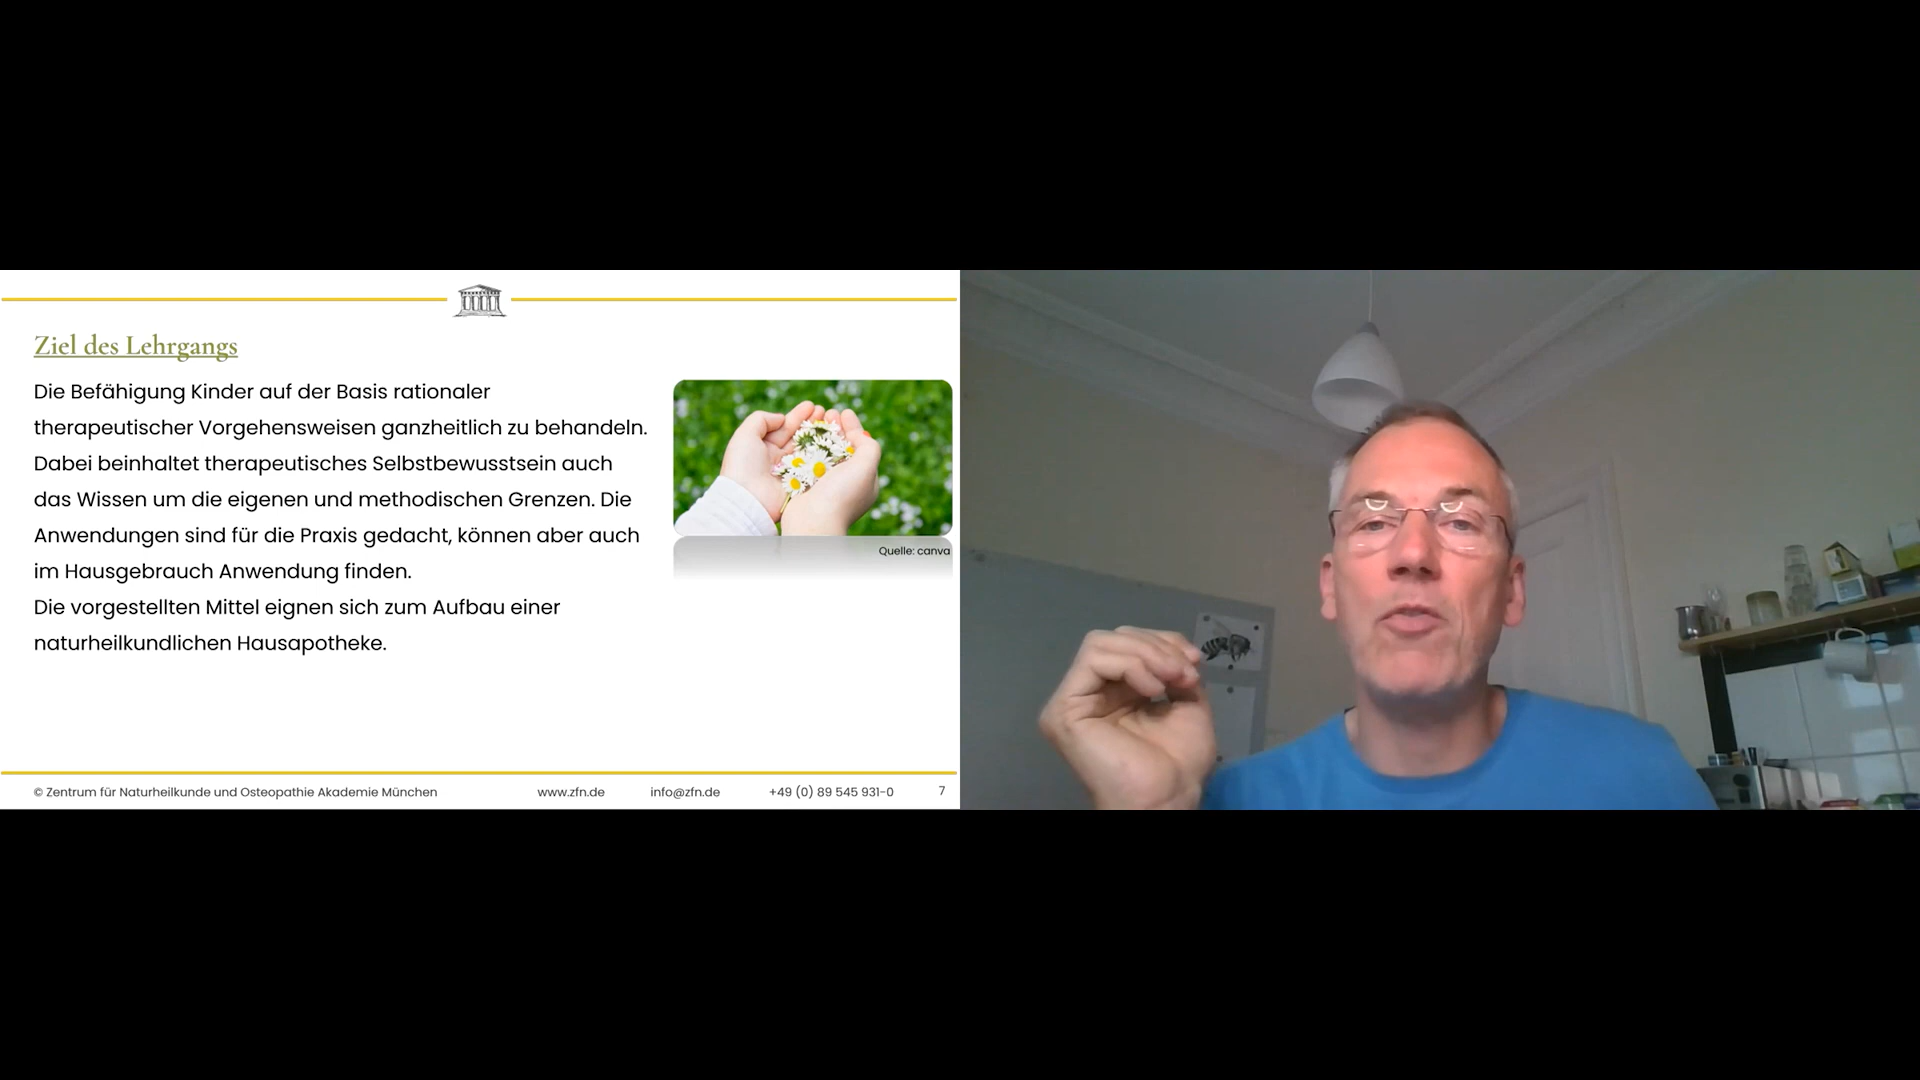 Ziel des Lehrgangs
Die Befähigung Kinder auf der Basis rationaler
therapeutischer Vorgehensweisen ganzheitlich zu behandeln.
Dabei beinhaltet therapeutisches Selbstbewusstsein auch
das Wissen um die eigenen und methodischen Grenzen. Die
Anwendungen sind für die Praxis gedacht, können aber auch
im Hausgebrauch Anwendung finden.
Die vorgestellten Mittel eignen sich zum Aufbau einer
naturheilkundlichen Hausapotheke.
Quelle: canva
© Zentrum für Naturheilkunde und Osteopathie Akademie München www.zfn.de info@zfn.de +49 (0) 89 545 931-0 7